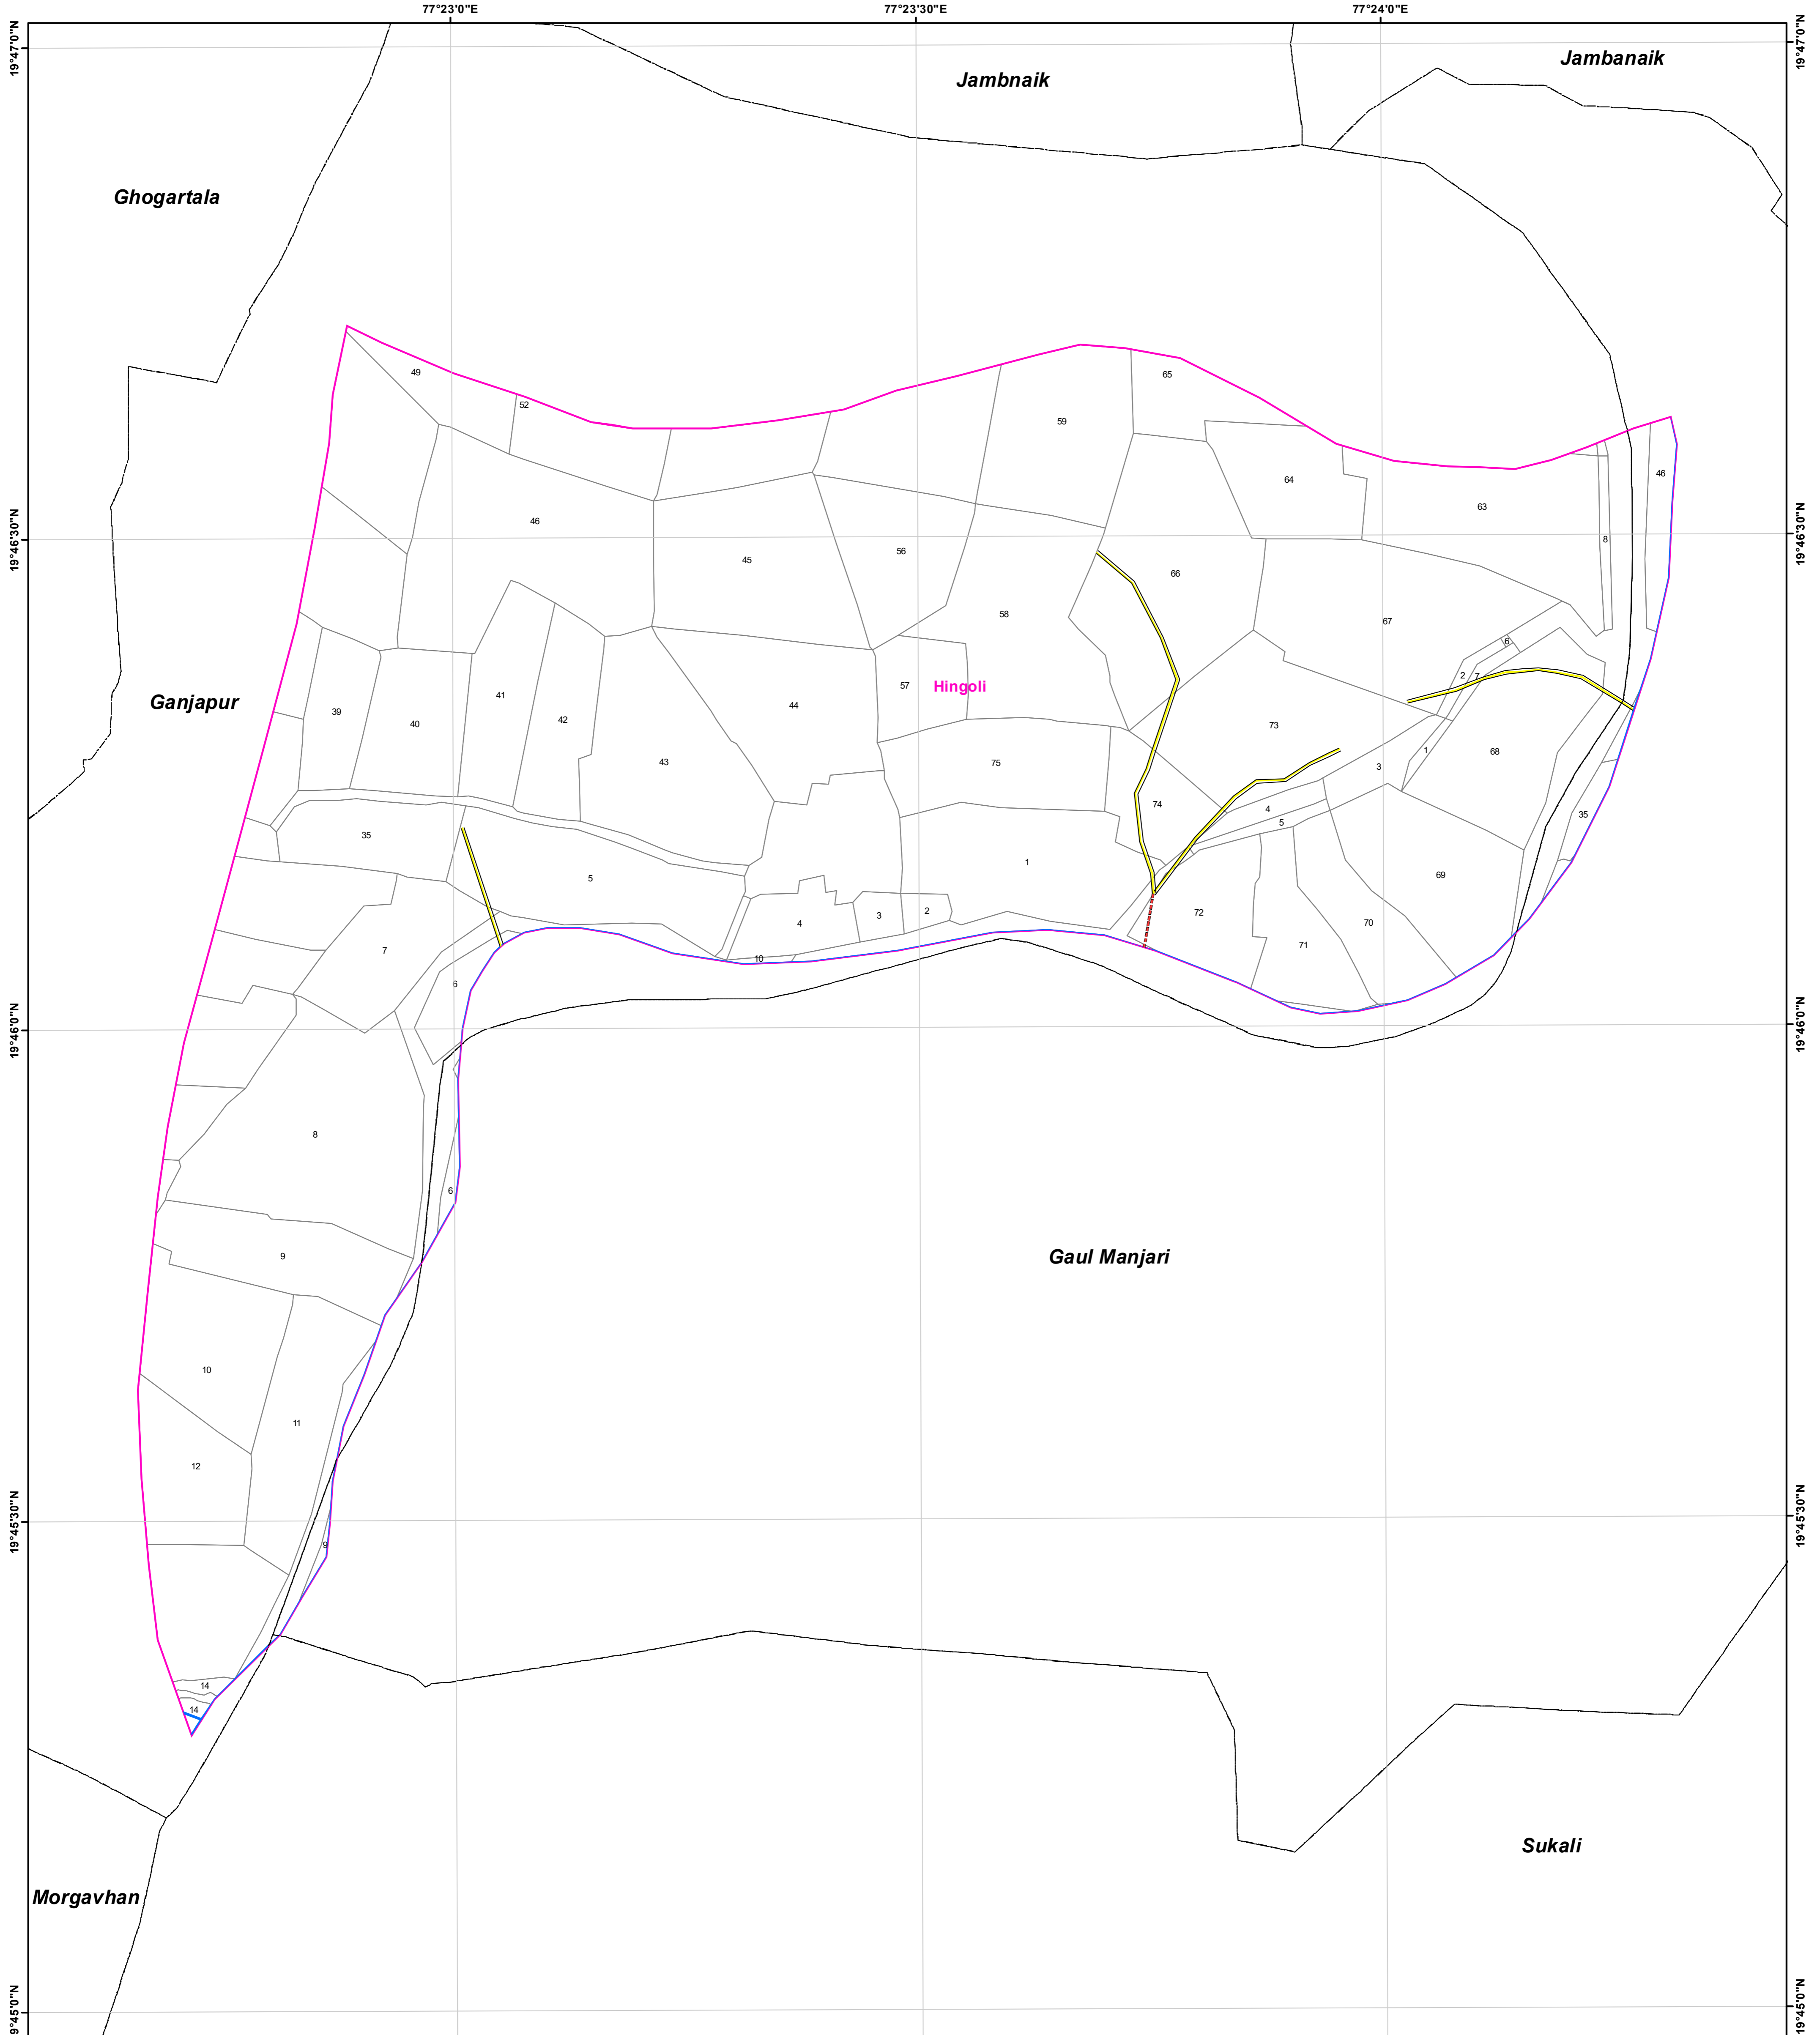 77°23'0"E
77°23'30"E
77°24'0"E
19°47'0"N
19°47'0"N
Jambnaik
Jambanaik
Ghogartala
49
52
65
59
46
64
63
46
19°46'30"N
19°46'30"N
8
45
56
66
58
67
6
2
7
Ganjapur
57
Hingoli
39
40
41
42
44
73
68
1
43
75
3
74
4
5
35
35
1
5
69
4
3
2
72
70
71
7
10
6
19°46'0"N
19°46'0"N
8
6
9
Gaul Manjari
10
11
12
19°45'30"N
19°45'30"N
9
14
14
Sukali
Morgavhan
19°45'0"N
19°45'0"N